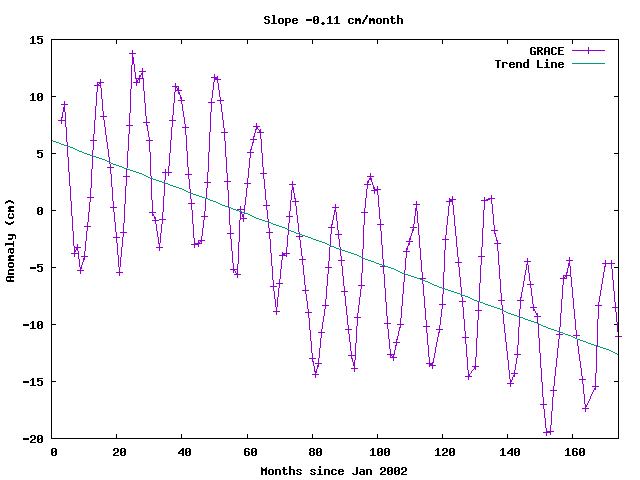 Slope -0.11 cm/month
15
10
5
0
-5
-10
-15
-20
Anomaly (cm)
GRACE
Trend Line
0 20 40 60 80 100 120 140 160
Months since Jan 2002